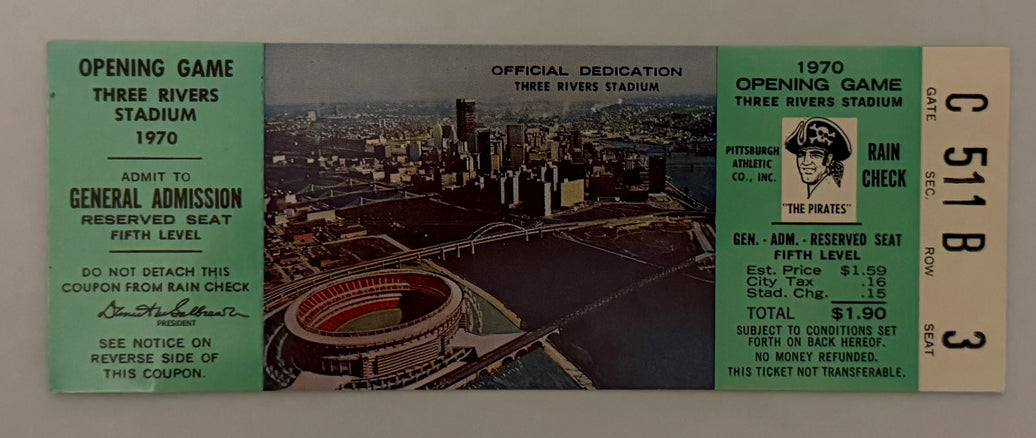 OPENING GAME
THREE RIVERS
STADIUM
1970
ADMIT TO
GENERAL ADMISSION
RESERVED SEAT
FIFTH LEVEL
DO NOT DETACH THIS
COUPON FROM RAIN CHECK
PRESIDENT
SEE NOTICE ON
REVERSE SIDE OF
THIS COUPON.
OFFICIAL DEDICATION
THREE RIVERS STADIUM
1970
OPENING GAME
THREE RIVERS STADIUM
PITTSBURGH
ATHLETIC
CO., INC.
"THE PIRATES"
RAIN
CHECK
GEN. - ADM. - RESERVED SEAT
FIFTH LEVEL
Est. Price $1.59
City Tax .16
Stad. Chg. .15
TOTAL $1.90
SUBJECT TO CONDITIONS SET
FORTH ON BACK HEREOF.
NO MONEY REFUNDED.
THIS TICKET NOT TRANSFERABLE.
C 511 B 3
GATE SEC. ROW SEAT